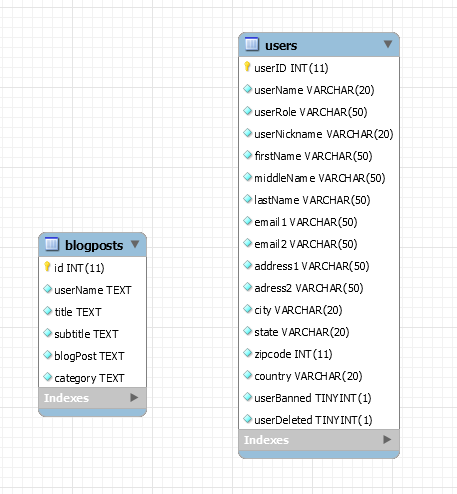 blogposts
id INT(11)
userName TEXT
title TEXT
subtitle TEXT
blogPost TEXT
category TEXT
Indexes
users
userID INT(11)
userName VARCHAR(20)
userRole VARCHAR(50)
userNickname VARCHAR(20)
firstName VARCHAR(50)
middleName VARCHAR(50)
lastName VARCHAR(50)
email1 VARCHAR(50)
email2 VARCHAR(50)
address1 VARCHAR(50)
adress2 VARCHAR(50)
city VARCHAR(20)
state VARCHAR(20)
zipcode INT(11)
country VARCHAR(20)
userBanned TINYINT(1)
userDeleted TINYINT(1)
Indexes